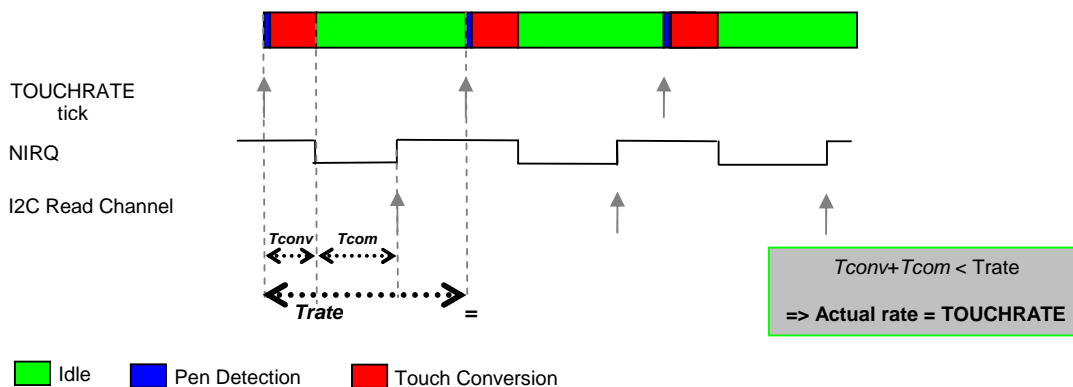 TOUCHRATE
tick
NIRQ
I2C Read Channel
Tconv Tcom
Trate =
Tconv+Tcom < Trate
=> Actual rate = TOUCHRATE
Idle Pen Detection Touch Conversion